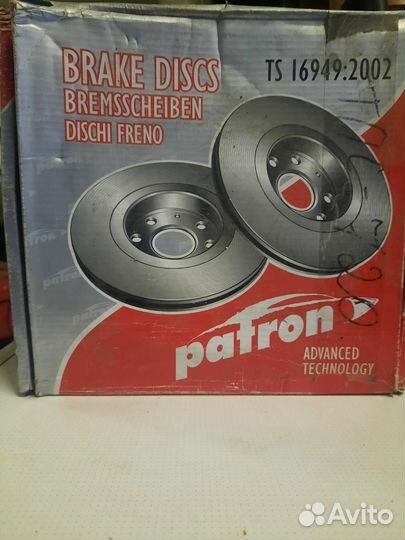 BRAKE DISCS
TS 16949:2002
BREMSSCHEIBEN
DISCHI FRENO
patron
ADVANCED
TECHNOLOGY
Avito